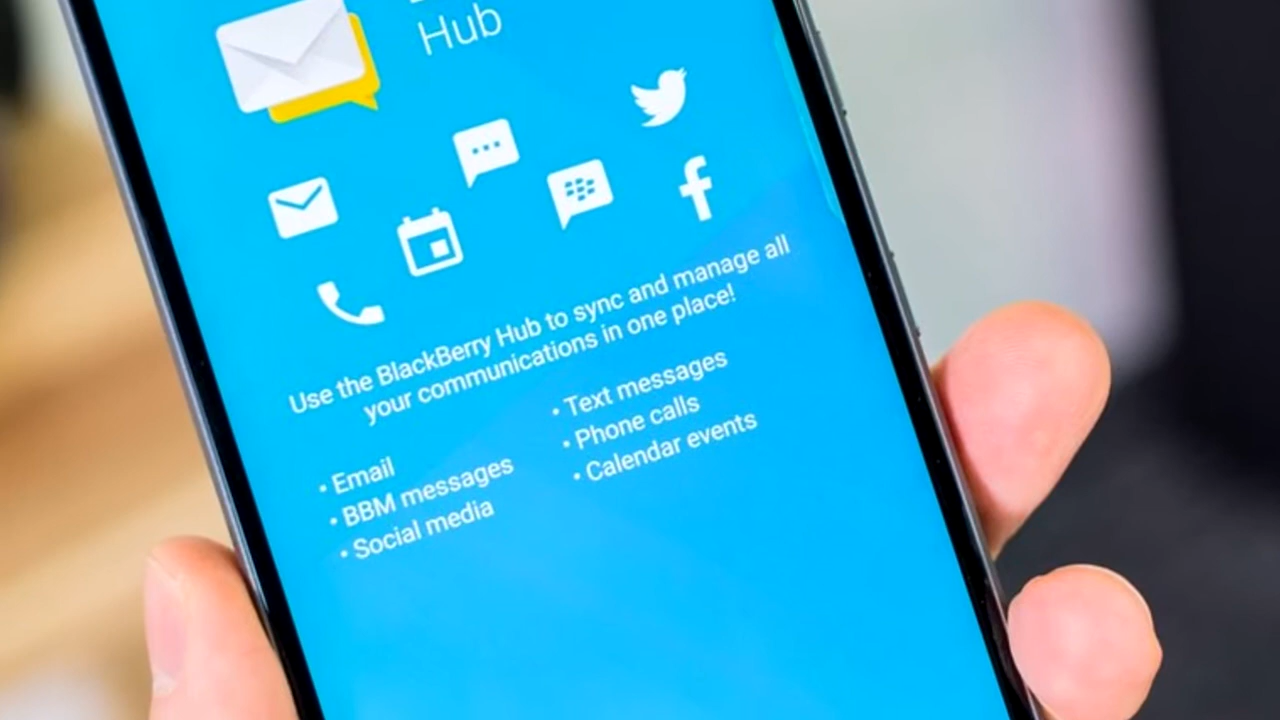 Hub
Use the BlackBerry Hub to sync and manage all
your communications in one place!
• Email
• BBM messages
• Social media
• Text messages
• Phone calls
• Calendar events